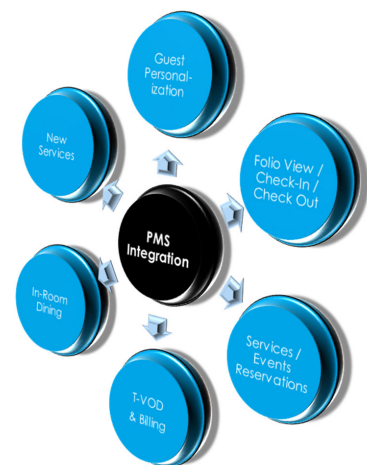 Guest
Personal-
ization
New
Services
Folio View /
Check-In /
Check Out
PMS
Integration
In-Room
Dining
Services /
Events
Reservations
T-VOD
& Billing